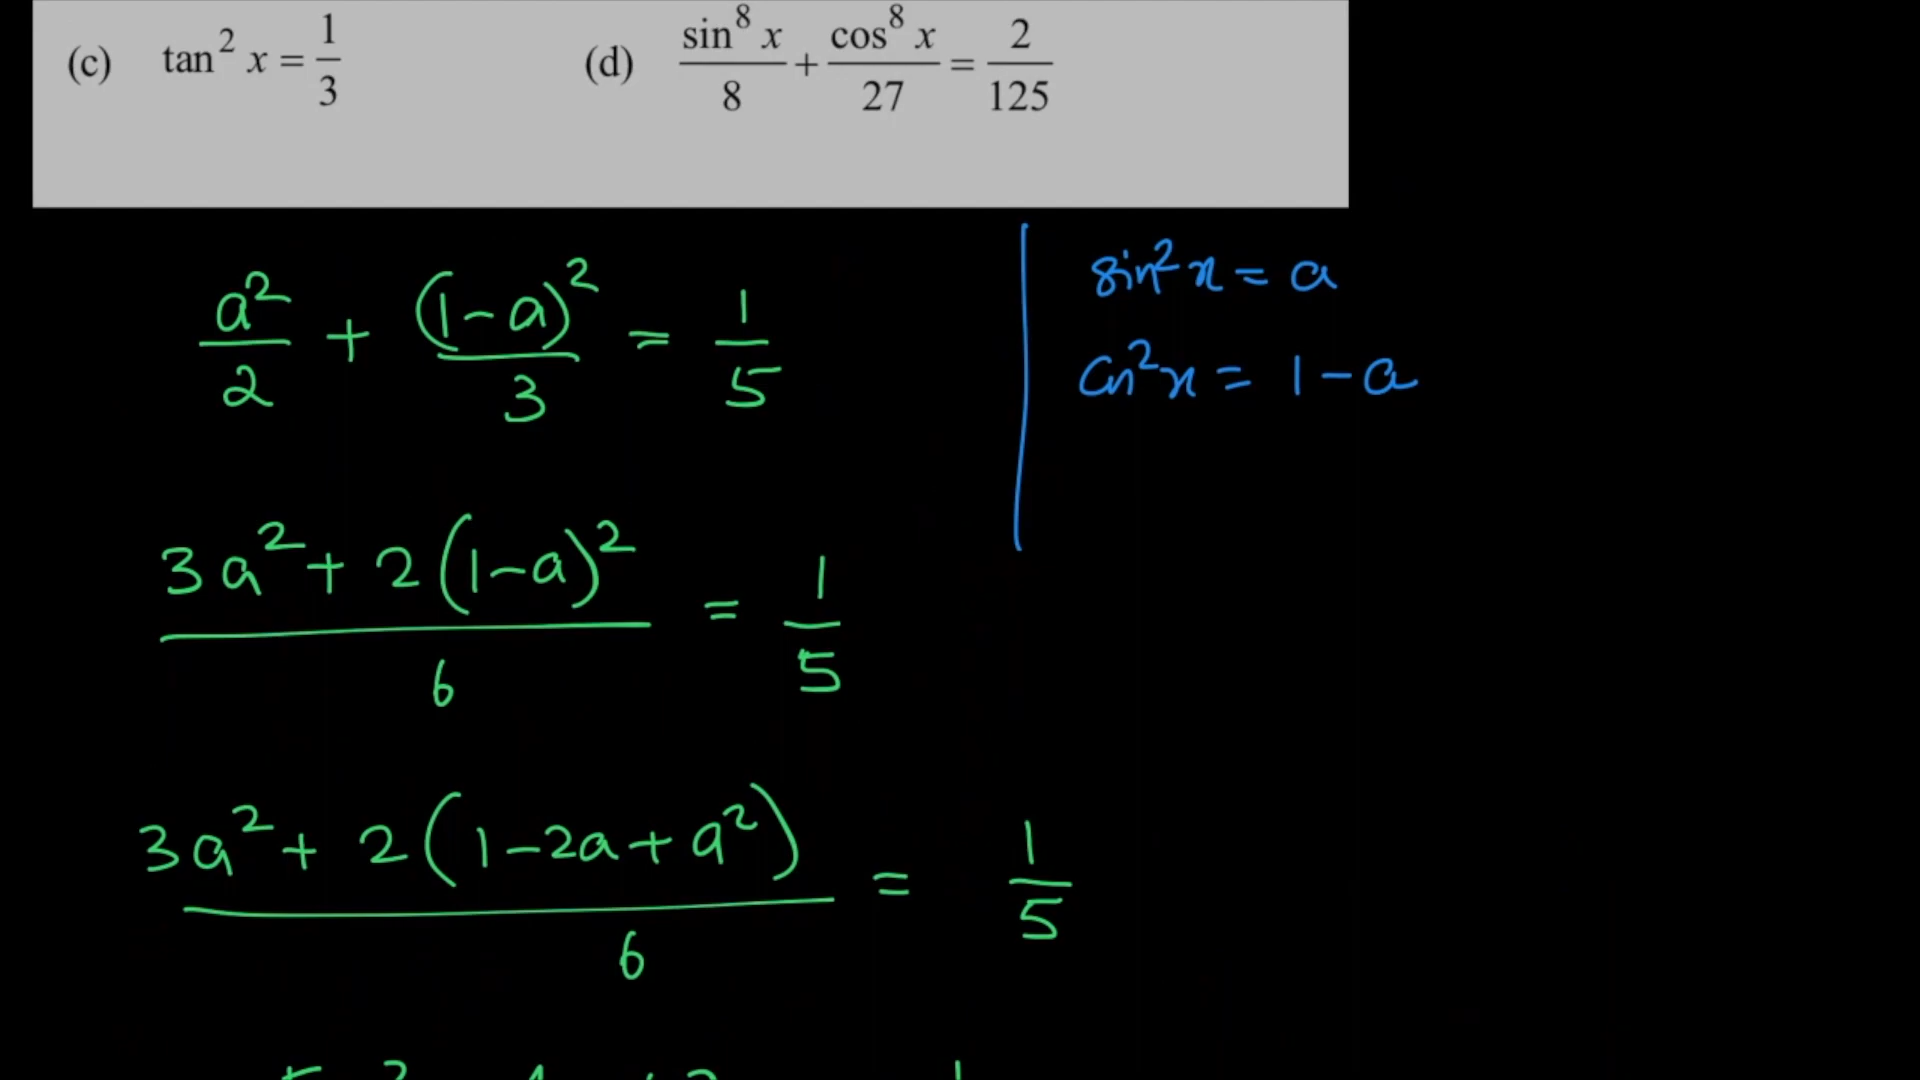 (c) tan² x = 1/3 (d) sin⁸ x/8 + cos⁸ x/27 = 2/125
a²/2 + (1-a)²/3 = 1/5
sin²x = a
cos²x = 1-a
3a² + 2(1-a)²/6 = 1/5
3a² + 2(1-2a+a²)/6 = 1/5